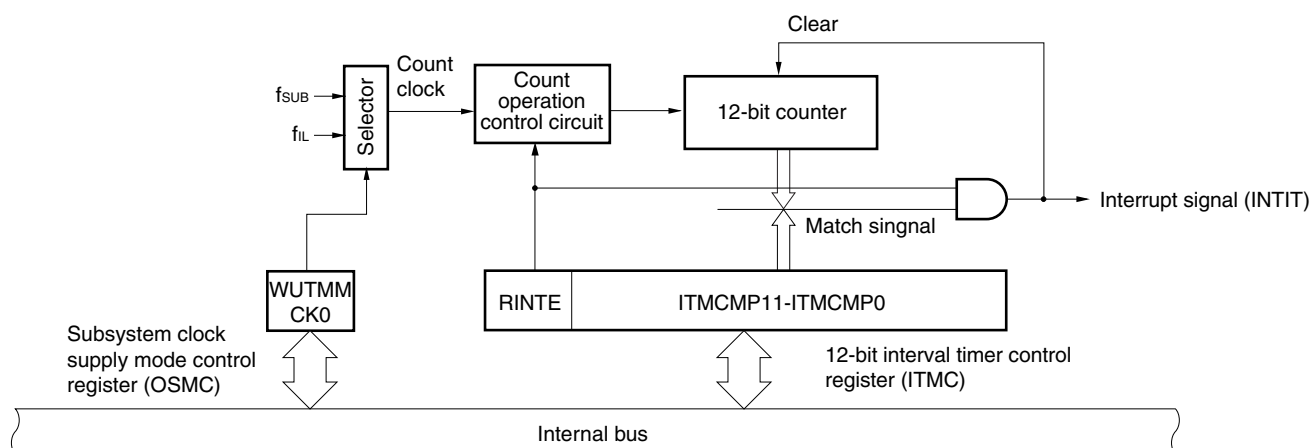 Clear
Count
clock
Selector
fSUB
fIL
Count
operation
control circuit
12-bit counter
Interrupt signal (INTIT)
Match singnal
WUTMM
CK0
RINTE
ITMCMP11-ITMCMP0
Subsystem clock
supply mode control
register (OSMC)
12-bit interval timer control
register (ITMC)
Internal bus